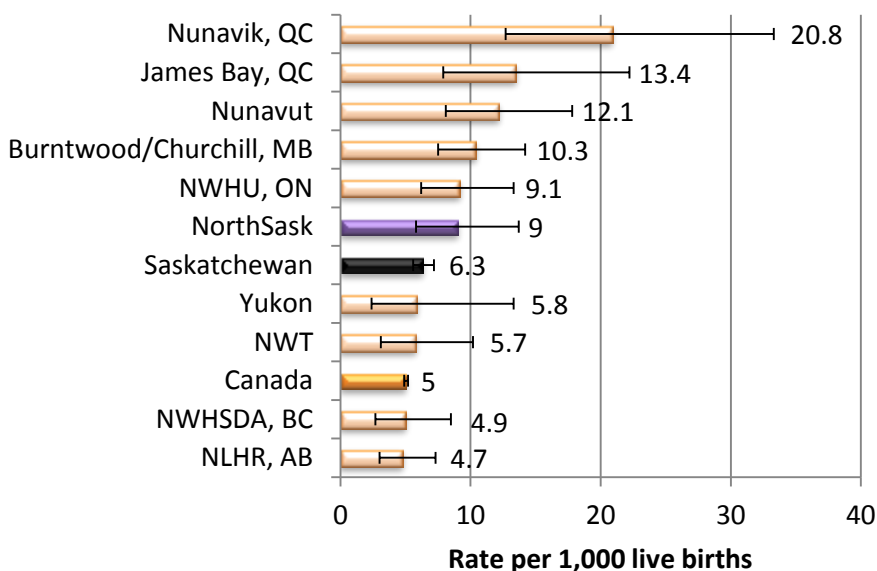 Nunavik, QC 20.8
James Bay, QC 13.4
Nunavut 12.1
Burntwood/Churchill, MB 10.3
NWHU, ON 9.1
NorthSask 9
Saskatchewan 6.3
Yukon 5.8
NWT 5.7
Canada 5
NWHSDA, BC 4.9
NLHR, AB 4.7
0 10 20 30 40
Rate per 1,000 live births